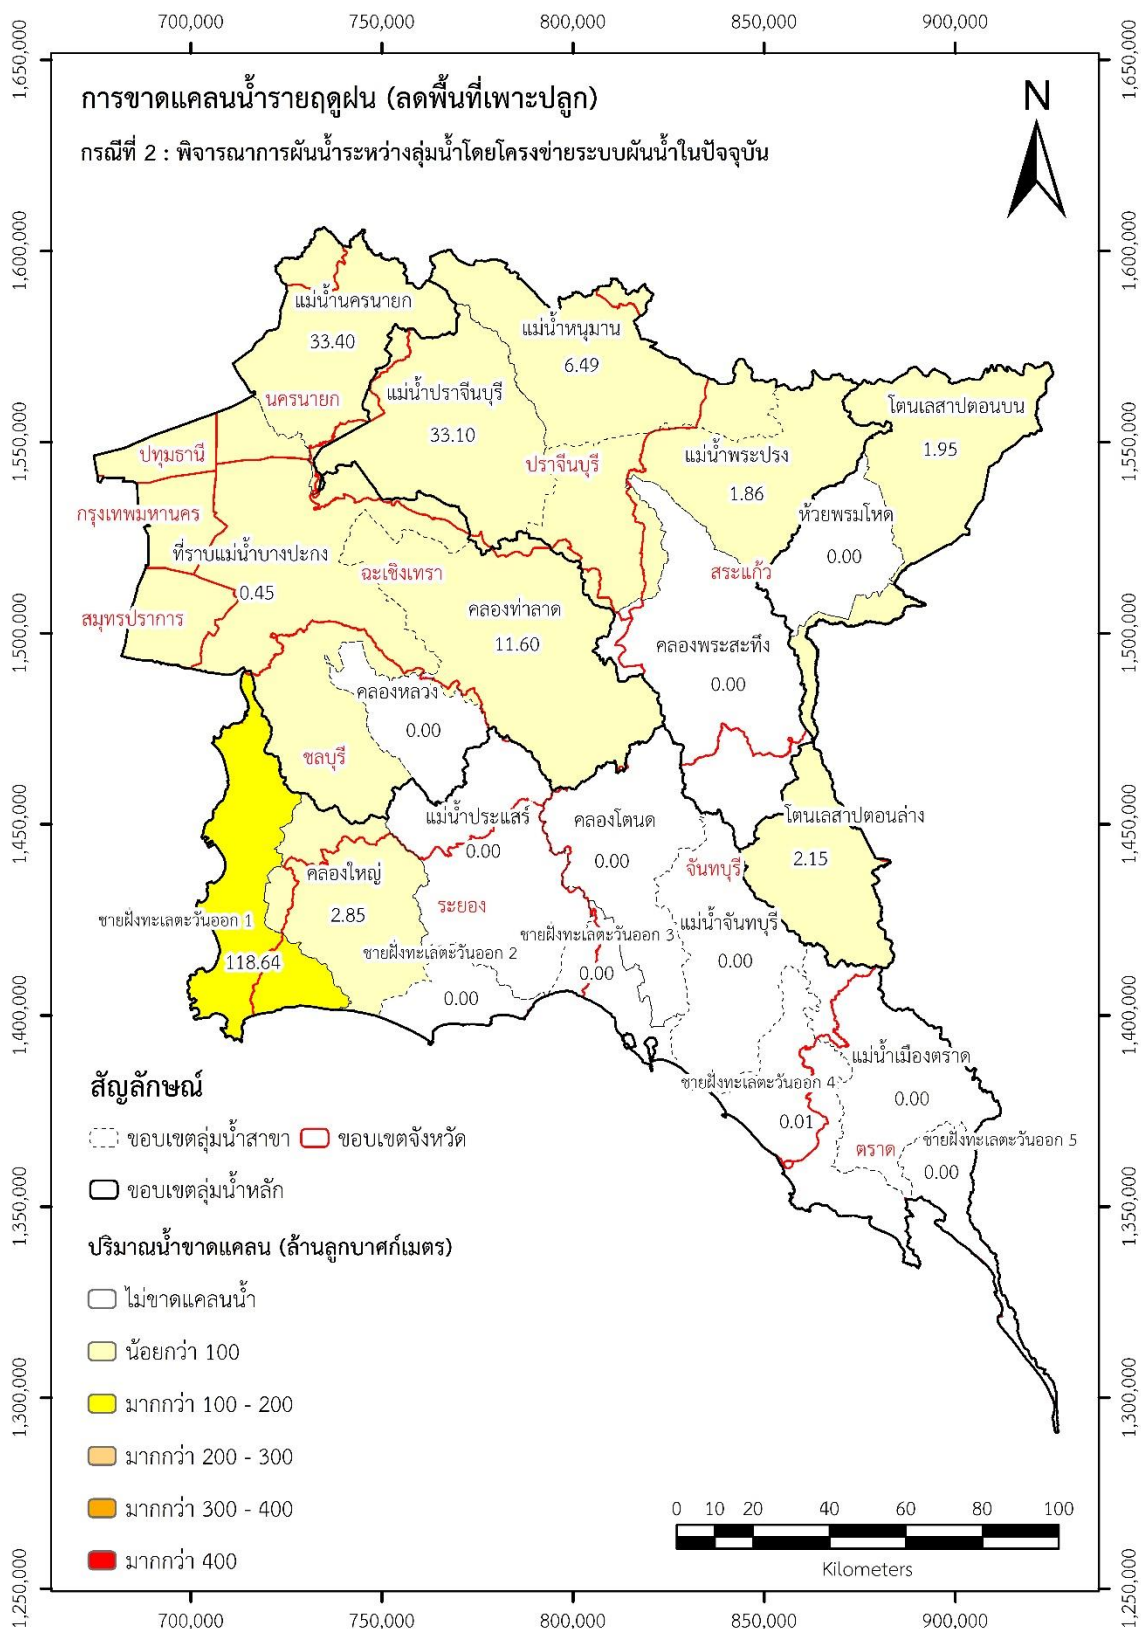 700,000 750,000 800,000 850,000 900,000
1,650,000 1,650,000
การขาดแคลนน้ำรายฤดูฝน (ลดพื้นที่เพาะปลูก)
กรณีที่ 2 : พิจารณาการผันน้ำระหว่างลุ่มน้ำโดยโครงข่ายระบบผันน้ำในปัจจุบัน
N
1,600,000 1,600,000
แม่น้ำนครนายก
33.40
แม่น้ำหนุมาน
6.49
นครนายก
แม่น้ำปราจีนบุรี
33.10
โตนเลสาปตอนบน
1.95
1,550,000 1,550,000
ปทุมธานี
ปราจีนบุรี
แม่น้ำพระปรง
1.86
กรุงเทพมหานคร
ห้วยพรมโหด
0.00
ที่ราบแม่น้ำบางปะกง
0.45
ฉะเชิงเทรา
สระแก้ว
สมุทรปราการ
คลองท่าลาด
11.60
1,500,000 1,500,000
คลองพระสะทึง
0.00
คลองหลวง
0.00
ชลบุรี
1,450,000 1,450,000
แม่น้ำประแสร์
0.00
คลองโตนด
0.00
โตนเลสาปตอนล่าง
2.15
จันทบุรี
คลองใหญ่
2.85
ระยอง
ชายฝั่งทะเลตะวันออก 1
118.64
ชายฝั่งทะเลตะวันออก 2
0.00
ชายฝั่งทะเลตะวันออก 3
0.00
แม่น้ำจันทบุรี
0.00
1,400,000 1,400,000
แม่น้ำเมืองตราด
0.00
ชายฝั่งทะเลตะวันออก 4
0.01
ตราด
ชายฝั่งทะเลตะวันออก 5
0.00
1,350,000 1,350,000
สัญลักษณ์
ขอบเขตลุ่มน้ำสาขา ขอบเขตจังหวัด
ขอบเขตลุ่มน้ำหลัก
ปริมาณน้ำขาดแคลน (ล้านลูกบาศก์เมตร)
ไม่ขาดแคลนน้ำ
น้อยกว่า 100
มากกว่า 100 - 200
มากกว่า 200 - 300
มากกว่า 300 - 400
มากกว่า 400
1,300,000 1,300,000
0 10 20 40 60 80 100
Kilometers
1,250,000 1,250,000
700,000 750,000 800,000 850,000 900,000